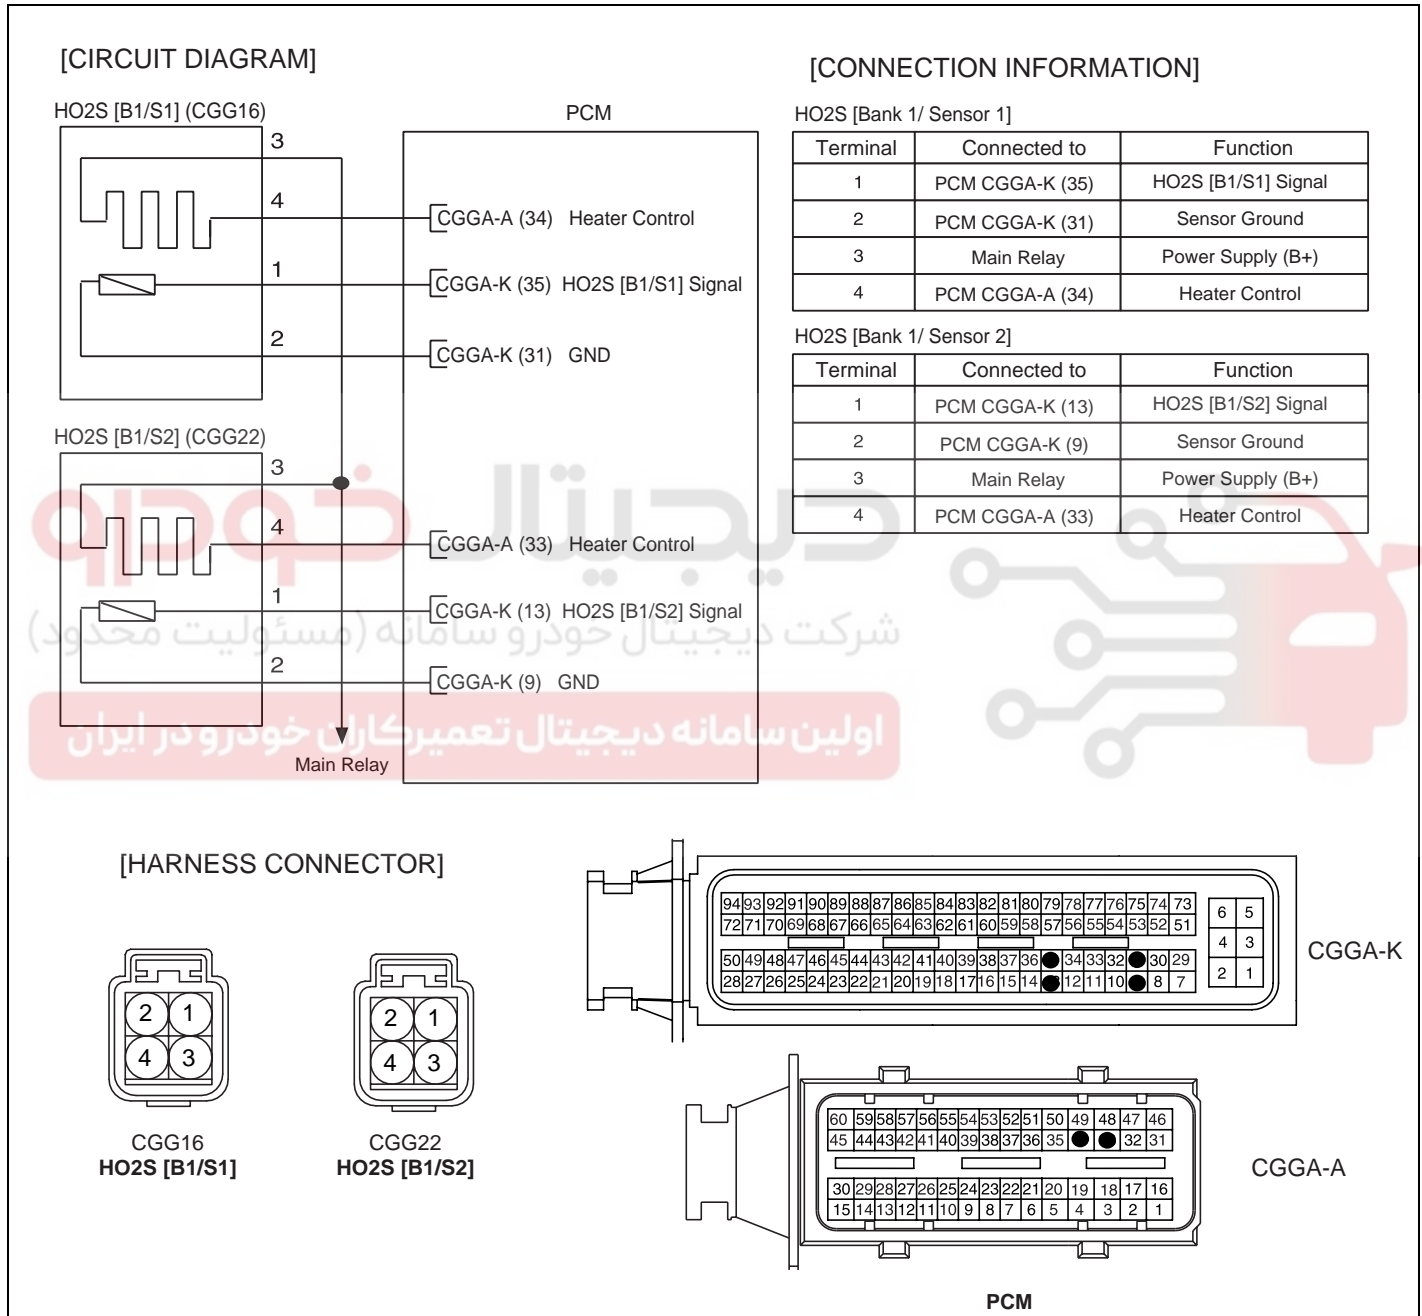 [CIRCUIT DIAGRAM]
HO2S [B1/S1] (CGG16)
PCM
3
4
CGGA-A (34) Heater Control
1
CGGA-K (35) HO2S [B1/S1] Signal
2
CGGA-K (31) GND
HO2S [B1/S2] (CGG22)
3
4
CGGA-A (33) Heater Control
1
CGGA-K (13) HO2S [B1/S2] Signal
2
CGGA-K (9) GND
Main Relay
[CONNECTION INFORMATION]
HO2S [Bank 1/ Sensor 1]
Terminal Connected to Function
1 PCM CGGA-K (35) HO2S [B1/S1] Signal
2 PCM CGGA-K (31) Sensor Ground
3 Main Relay Power Supply (B+)
4 PCM CGGA-A (34) Heater Control
HO2S [Bank 1/ Sensor 2]
Terminal Connected to Function
1 PCM CGGA-K (13) HO2S [B1/S2] Signal
2 PCM CGGA-K (9) Sensor Ground
3 Main Relay Power Supply (B+)
4 PCM CGGA-A (33) Heater Control
دیجیتال خودرو
شرکت دیجیتال خودرو سامانه (مسئولیت محدود)
اولین سامانه دیجیتال تعمیرکاران خودرو در ایران
[HARNESS CONNECTOR]
2 1
4 3
CGG16
HO2S [B1/S1]
2 1
4 3
CGG22
HO2S [B1/S2]
94 93 92 91 90 89 88 87 86 85 84 83 82 81 80 79 78 77 76 75 74 73
72 71 70 69 68 67 66 65 64 63 62 61 60 59 58 57 56 55 54 53 52 51
50 49 48 47 46 45 44 43 42 41 40 39 38 37 36 34 33 32 30 29
28 27 26 25 24 23 22 21 20 19 18 17 16 15 14 12 11 10 8 7
6 5
4 3
2 1
CGGA-K
60 59 58 57 56 55 54 53 52 51 50 49 48 47 46
45 44 43 42 41 40 39 38 37 36 35 32 31
30 29 28 27 26 25 24 23 22 21 20 19 18 17 16
15 14 13 12 11 10 9 8 7 6 5 4 3 2 1
CGGA-A
PCM